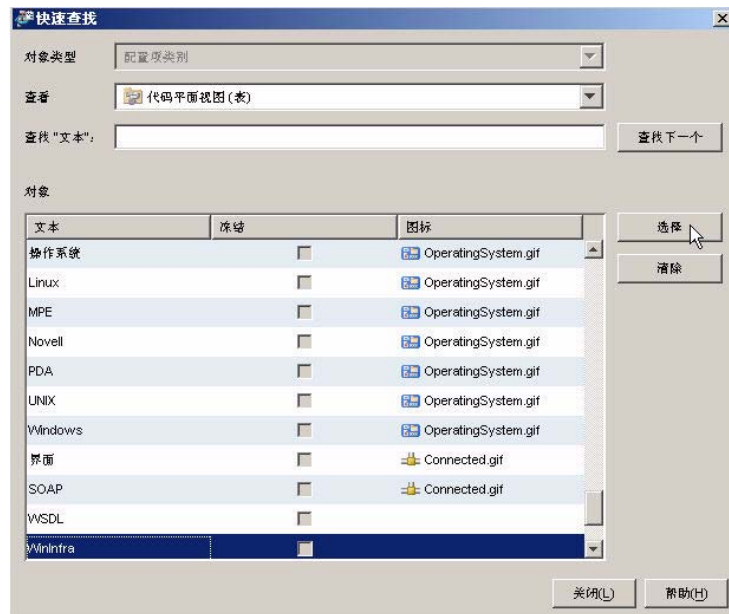 快速查找
对象类型 配置项类别
查看 代码平面视图(表)
查找"文本": 查找下一个
对象
文本 冻结 图标 选择
操作系统 OperatingSystem.gif
清除
Linux OperatingSystem.gif
MPE OperatingSystem.gif
Novell OperatingSystem.gif
PDA OperatingSystem.gif
UNIX OperatingSystem.gif
Windows OperatingSystem.gif
界面 Connected.gif
SOAP Connected.gif
WSDL
WinInfra
关闭(L) 帮助(H)